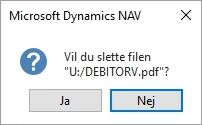 Microsoft Dynamics NAV
Vil du slette filen
"U:/DEBITORV.pdf"?
Ja
Nej